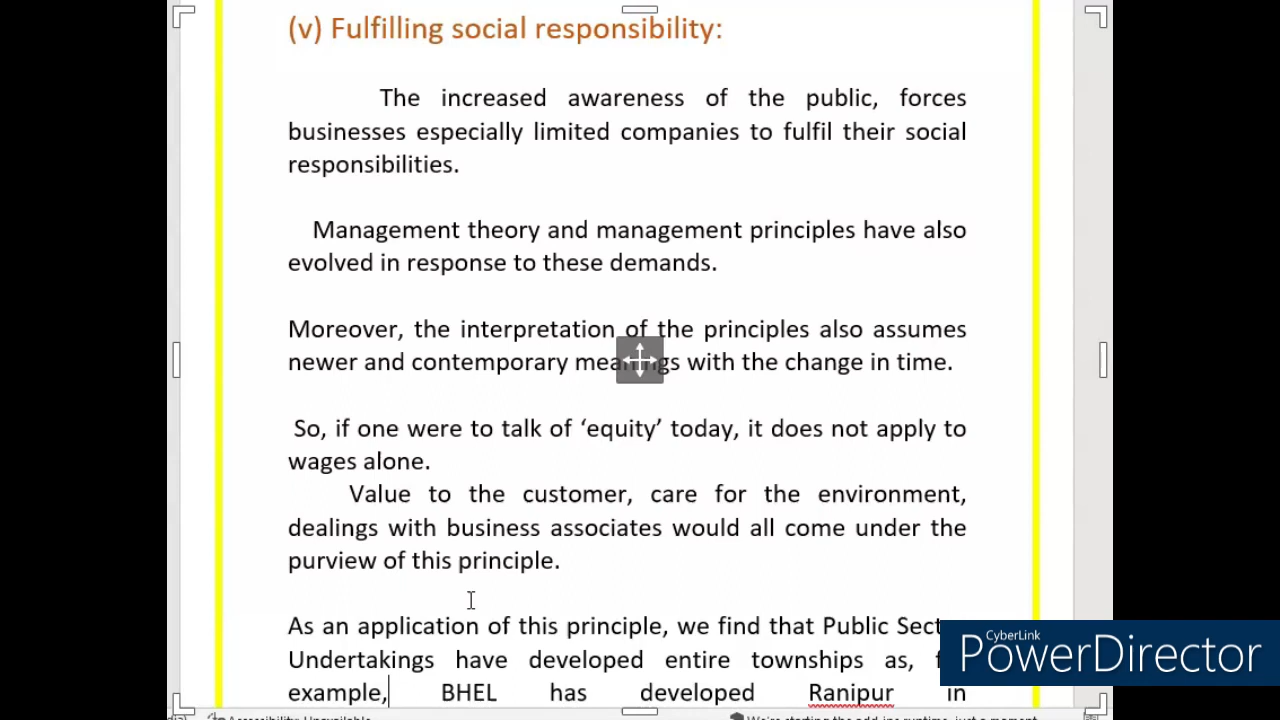 (v) Fulfilling social responsibility:
The increased awareness of the public, forces
businesses especially limited companies to fulfil their social
responsibilities.
Management theory and management principles have also
evolved in response to these demands.
Moreover, the interpretation of the principles also assumes
newer and contemporary meanings with the change in time.
So, if one were to talk of ‘equity’ today, it does not apply to
wages alone.
Value to the customer, care for the environment,
dealings with business associates would all come under the
purview of this principle.
As an application of this principle, we find that Public
Undertakings have developed entire townships as,
example, BHEL has developed Ranipur in
CyberLink
PowerDirector